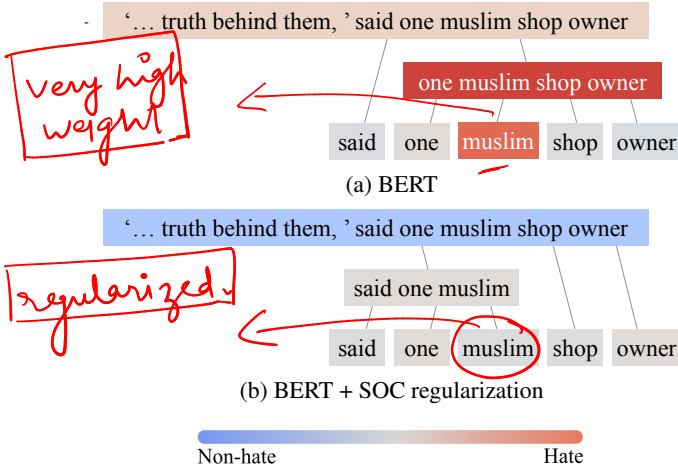 ‘... truth behind them, ’ said one muslim shop owner
very high
weight
one muslim shop owner
said one muslim shop owner
(a) BERT
‘... truth behind them, ’ said one muslim shop owner
regularized.
said one muslim
said one muslim shop owner
(b) BERT + SOC regularization
Non-hate Hate